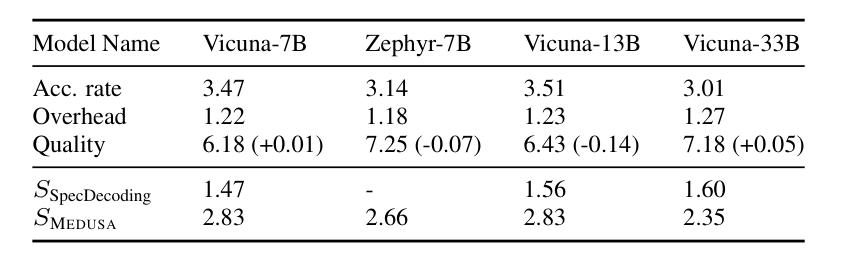 Model Name Vicuna-7B Zephyr-7B Vicuna-13B Vicuna-33B
Acc. rate 3.47 3.14 3.51 3.01
Overhead 1.22 1.18 1.23 1.27
Quality 6.18 (+0.01) 7.25 (-0.07) 6.43 (-0.14) 7.18 (+0.05)
S_SpecDecoding 1.47 - 1.56 1.60
S_MEDUSA 2.83 2.66 2.83 2.35